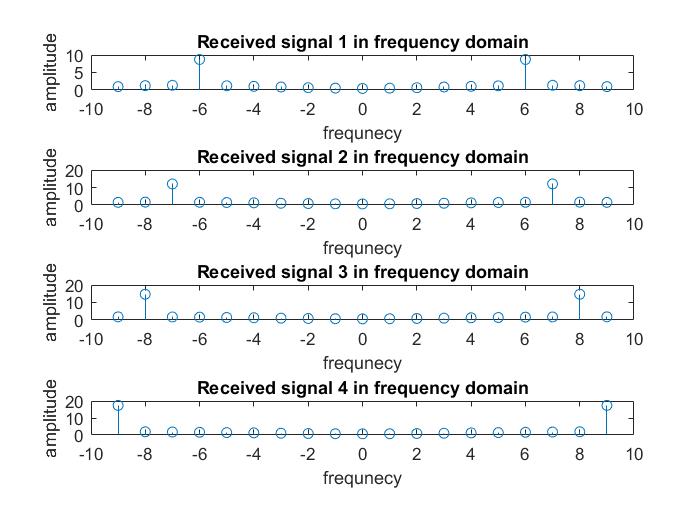 Received signal 1 in frequency domain
10
5
0
amplitude
-10 -8 -6 -4 -2 0 2 4 6 8 10
frequnecy
Received signal 2 in frequency domain
20
10
0
amplitude
-10 -8 -6 -4 -2 0 2 4 6 8 10
frequnecy
Received signal 3 in frequency domain
20
10
0
amplitude
-10 -8 -6 -4 -2 0 2 4 6 8 10
frequnecy
Received signal 4 in frequency domain
20
10
0
amplitude
-10 -8 -6 -4 -2 0 2 4 6 8 10
frequnecy